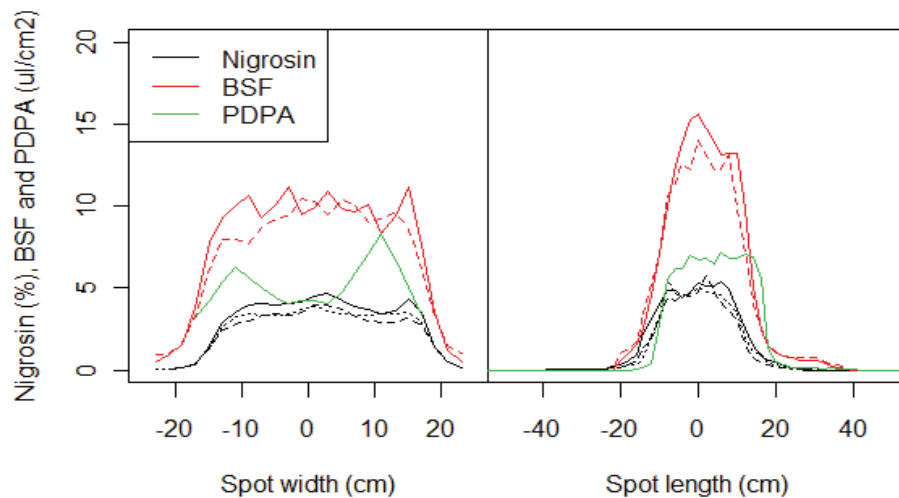 Nigrosin (%), BSF and PDPA (ul/cm2)
20
15
10
5
0
Nigrosin
BSF
PDPA
-20 -10 0 10 20
-40 -20 0 20 40
Spot width (cm)
Spot length (cm)